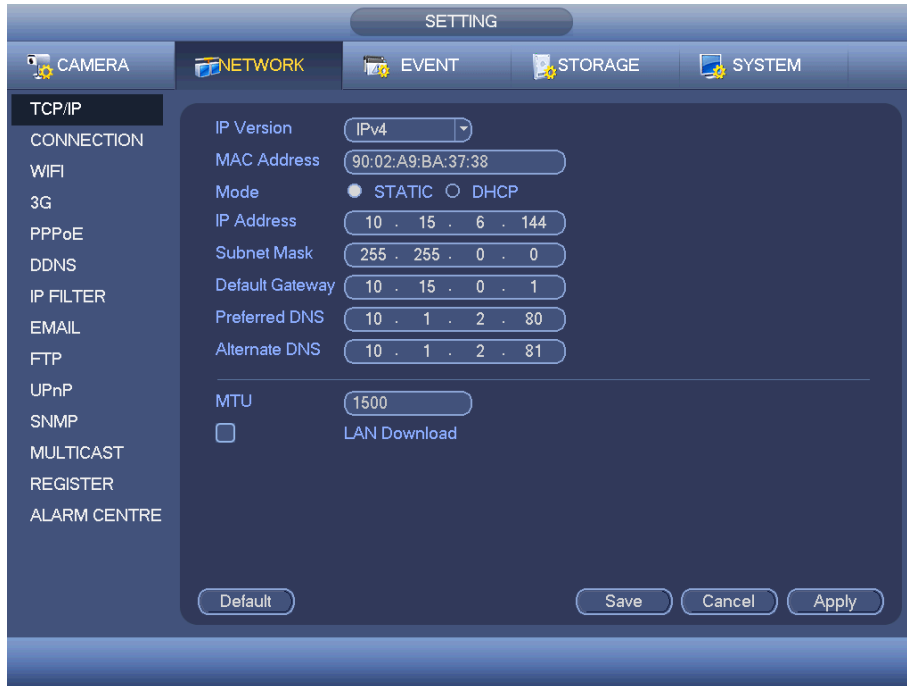 SETTING
CAMERA NETWORK EVENT STORAGE SYSTEM
TCP/IP
CONNECTION
WIFI
3G
PPPoE
DDNS
IP FILTER
EMAIL
FTP
UPnP
SNMP
MULTICAST
REGISTER
ALARM CENTRE
IP Version IPv4
MAC Address 90:02:A9:BA:37:38
Mode STATIC DHCP
IP Address 10 . 15 . 6 . 144
Subnet Mask 255 . 255 . 0 . 0
Default Gateway 10 . 15 . 0 . 1
Preferred DNS 10 . 1 . 2 . 80
Alternate DNS 10 . 1 . 2 . 81
MTU 1500
LAN Download
Default Save Cancel Apply